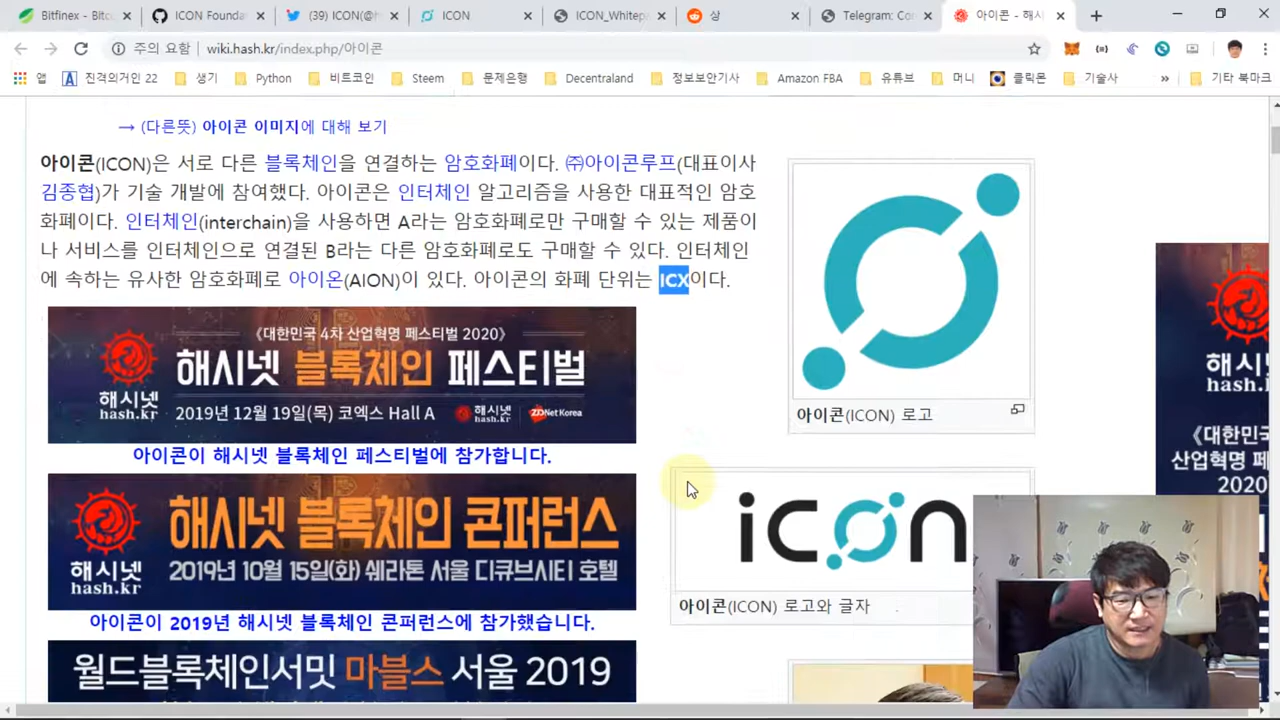 Bitfinex - Bitcc
ICON Founda
(39) ICON(@h
ICON
ICON_Whitepa
상
Telegram: Cor
아이콘 - 해시
주의 요함
wiki.hash.kr/index.php/아이콘
앱
진격의거인 22
생기
Python
비트코인
Steem
문제은행
Decentraland
정보보안기사
Amazon FBA
유튜브
머니
클릭몬
기술사
»
기타 북마크
→ (다른뜻) 아이콘 이미지에 대해 보기
아이콘(ICON)은 서로 다른 블록체인을 연결하는 암호화폐이다. ㈜아이콘루프(대표이사
김종협)가 기술 개발에 참여했다. 아이콘은 인터체인 알고리즘을 사용한 대표적인 암호
화폐이다. 인터체인(interchain)을 사용하면 A라는 암호화폐로만 구매할 수 있는 제품이
나 서비스를 인터체인으로 연결된 B라는 다른 암호화폐로도 구매할 수 있다. 인터체인
에 속하는 유사한 암호화폐로 아이온(AION)이 있다. 아이콘의 화폐 단위는 ICX이다.
《대한민국 4차 산업혁명 페스티벌 2020》
해시넷 블록체인 페스티벌
해시넷
hash.kr
2019년 12월 19일(목) 코엑스 Hall A
해시넷
hash.kr
ZDNet Korea
아이콘이 해시넷 블록체인 페스티벌에 참가합니다.
해시넷 블록체인 콘퍼런스
해시넷
hash.kr
2019년 10월 15일(화) 쉐라톤 서울 디큐브시티 호텔
아이콘이 2019년 해시넷 블록체인 콘퍼런스에 참가했습니다.
월드블록체인서밋 마블스 서울 2019
아이콘(ICON) 로고
icon
아이콘(ICON) 로고와 글자
해시넷
hash.kr
《대한민국
산업혁명 페스
2020》